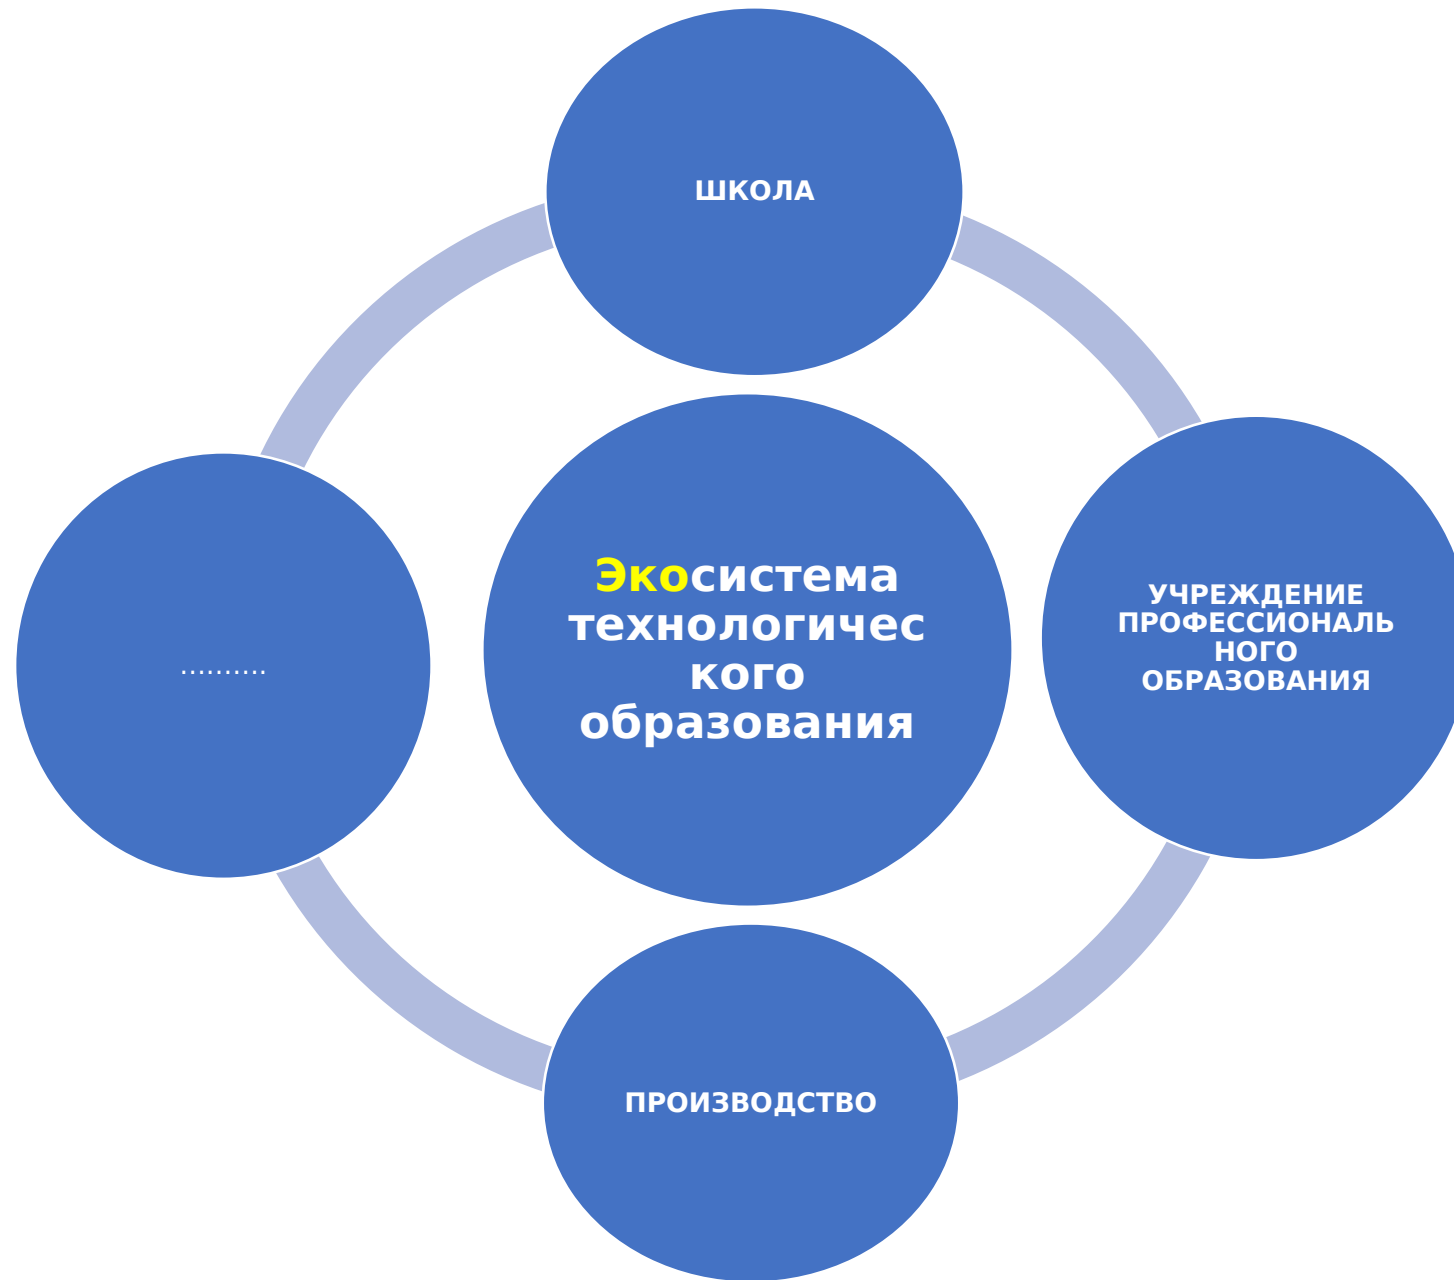 ШКОЛА
Экосистема
технологичес
кого
образования
УЧРЕЖДЕНИЕ
ПРОФЕССИОНАЛЬ
НОГО
ОБРАЗОВАНИЯ
..........
ПРОИЗВОДСТВО